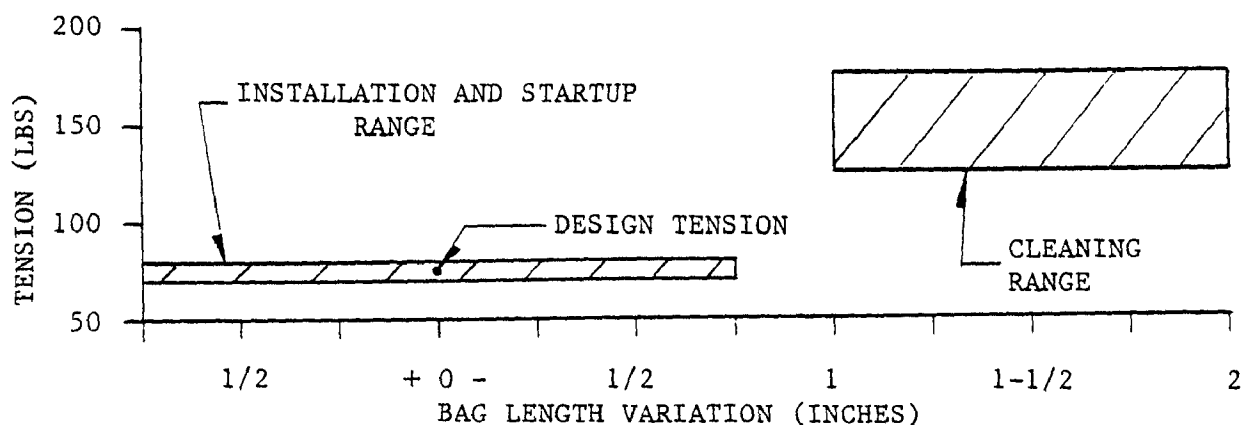 200
INSTALLATION AND STARTUP
RANGE
150
TENSION (LBS)
100
DESIGN TENSION
CLEANING
RANGE
50
1/2 + 0 - 1/2 1 1-1/2 2
BAG LENGTH VARIATION (INCHES)